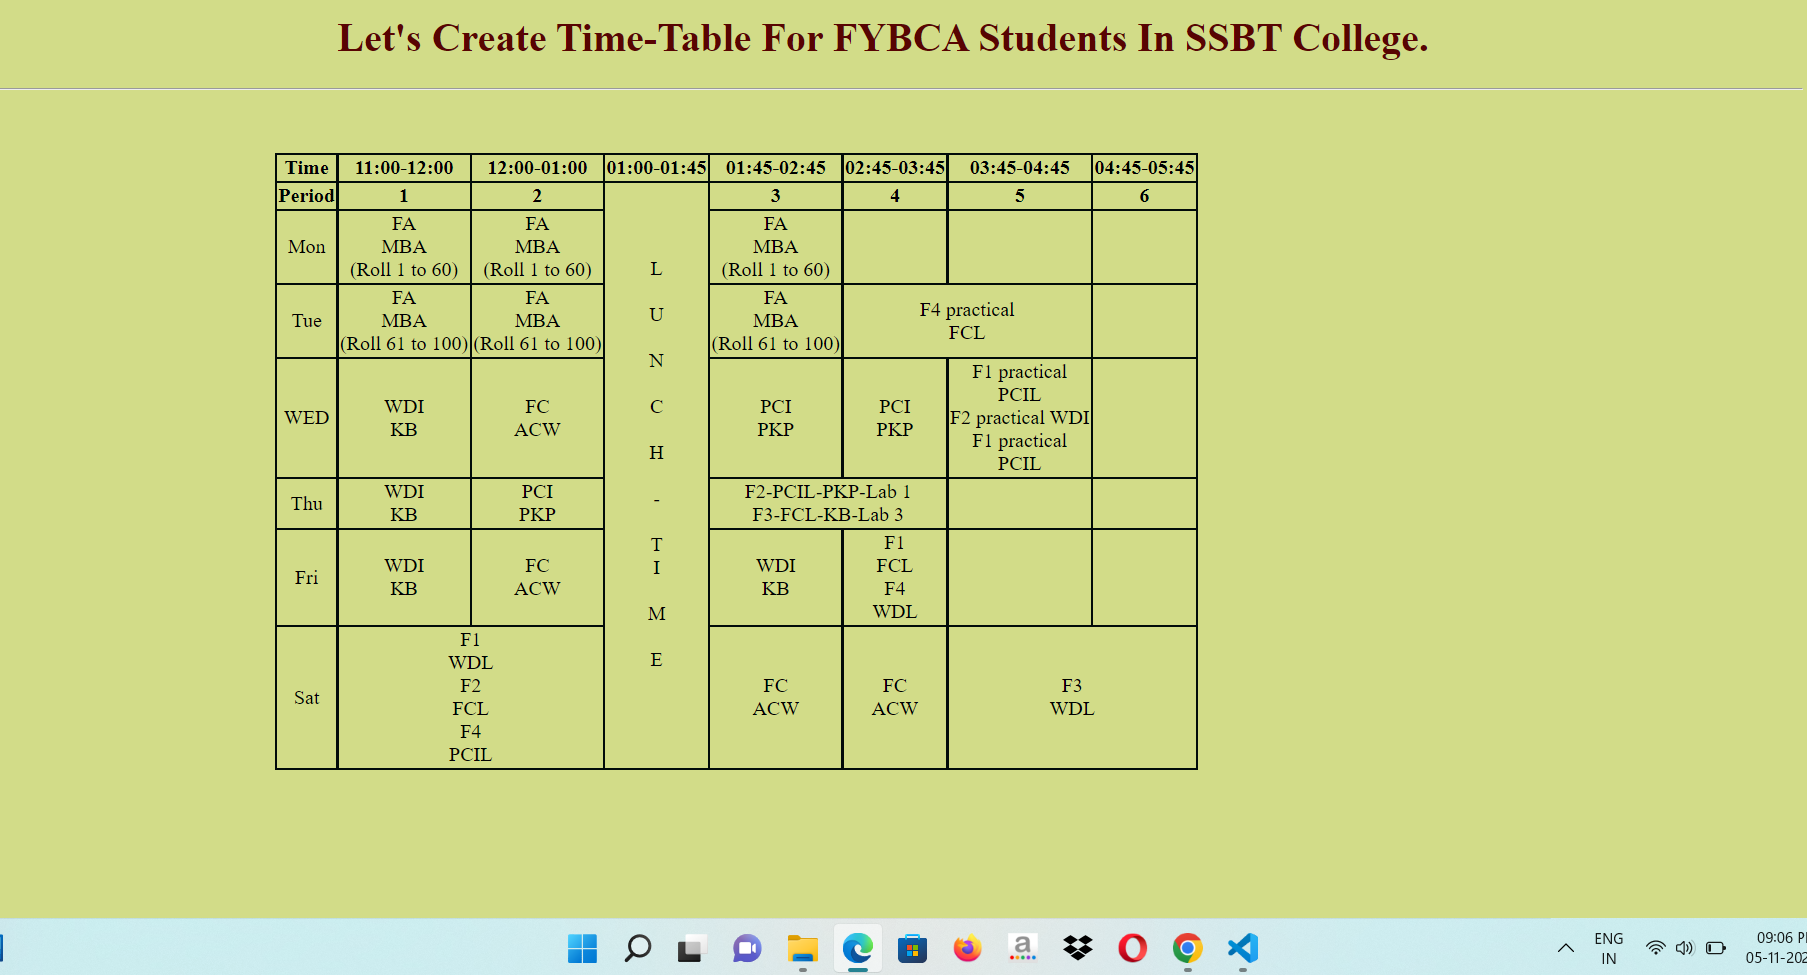 Let's Create Time-Table For FYBCA Students In SSBT College.
Time 11:00-12:00 12:00-01:00 01:00-01:45 01:45-02:45 02:45-03:45 03:45-04:45 04:45-05:45
Period 1 2 3 4 5 6
Mon
FA
MBA
(Roll 1 to 60)
FA
MBA
(Roll 1 to 60)
L
U
N
C
H
-
T
I
M
E
FA
MBA
(Roll 1 to 60)
Tue
FA
MBA
(Roll 61 to 100)
FA
MBA
(Roll 61 to 100)
FA
MBA
(Roll 61 to 100)
F4 practical
FCL
WED
WDI
KB
FC
ACW
PCI
PKP
PCI
PKP
F1 practical
PCIL
F2 practical WDI
F1 practical
PCIL
Thu
WDI
KB
PCI
PKP
F2-PCIL-PKP-Lab 1
F3-FCL-KB-Lab 3
Fri
WDI
KB
FC
ACW
WDI
KB
F1
FCL
F4
WDL
Sat
F1
WDL
F2
FCL
F4
PCIL
FC
ACW
FC
ACW
F3
WDL
a
ENG
IN
09:06
05-11-202